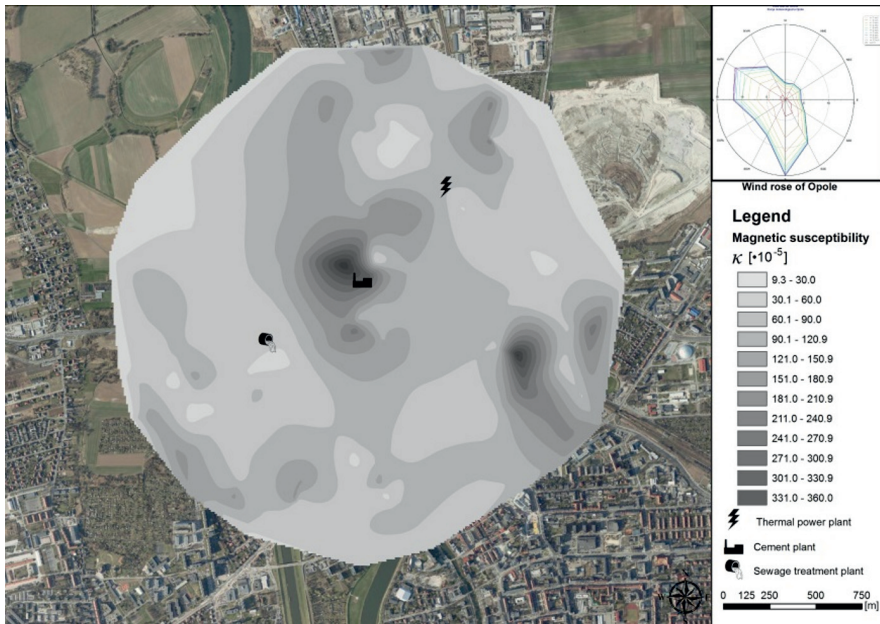 Wind rose of Opole
Legend
Magnetic susceptibility
κ [•10⁻⁵]
9.3 - 30.0
30.1 - 60.0
60.1 - 90.0
90.1 - 120.9
121.0 - 150.9
151.0 - 180.9
181.0 - 210.9
211.0 - 240.9
241.0 - 270.9
271.0 - 300.9
301.0 - 330.9
331.0 - 360.0
Thermal power plant
Cement plant
Sewage treatment plant
0 125 250 500 750
[m]